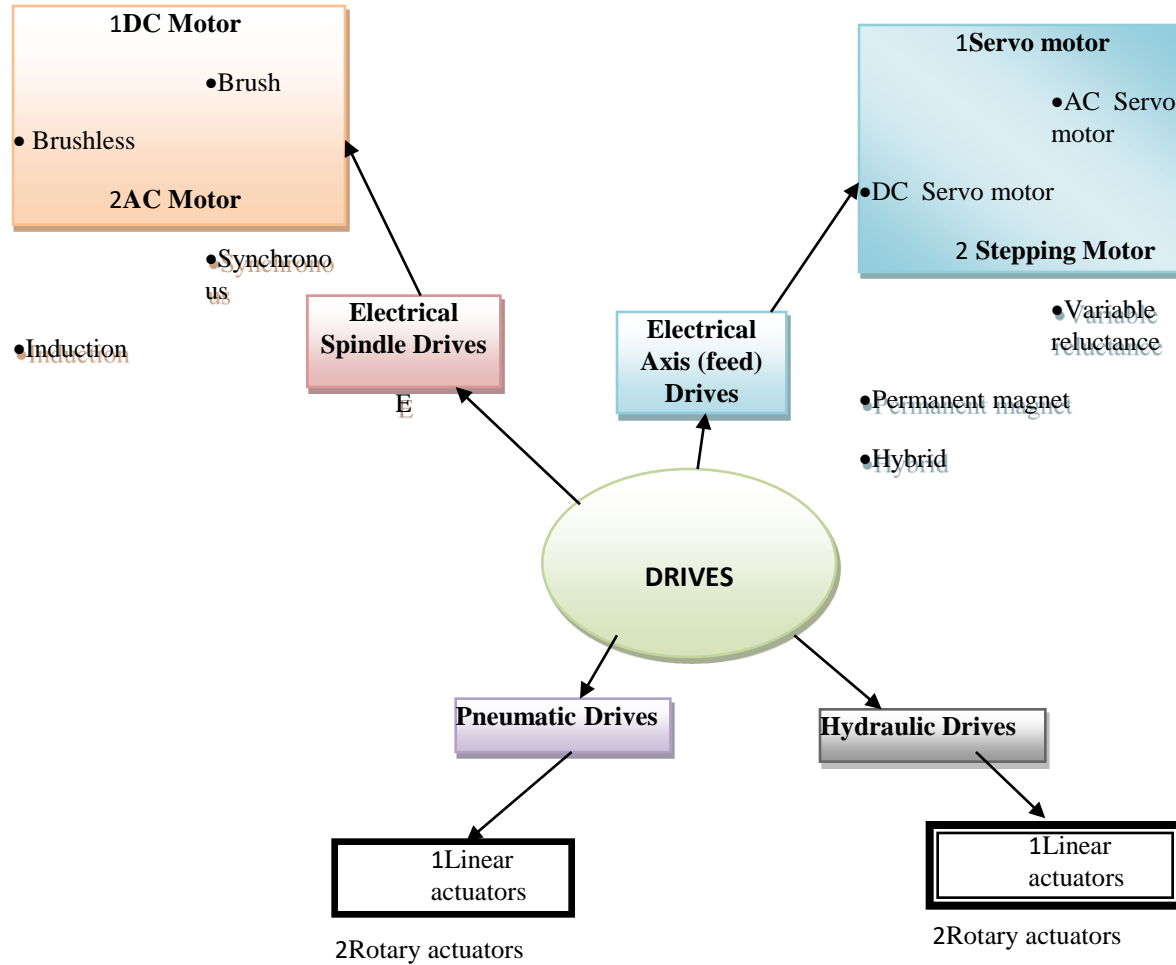 1DC Motor
•Brush
• Brushless
2AC Motor
•Synchrono
us
•Induction
1Servo motor
•AC Servo
motor
•DC Servo motor
2 Stepping Motor
•Variable
reluctance
•Permanent magnet
•Hybrid
Electrical
Spindle Drives
E
Electrical
Axis (feed)
Drives
DRIVES
Pneumatic Drives
Hydraulic Drives
1Linear
actuators
2Rotary actuators
1Linear
actuators
2Rotary actuators